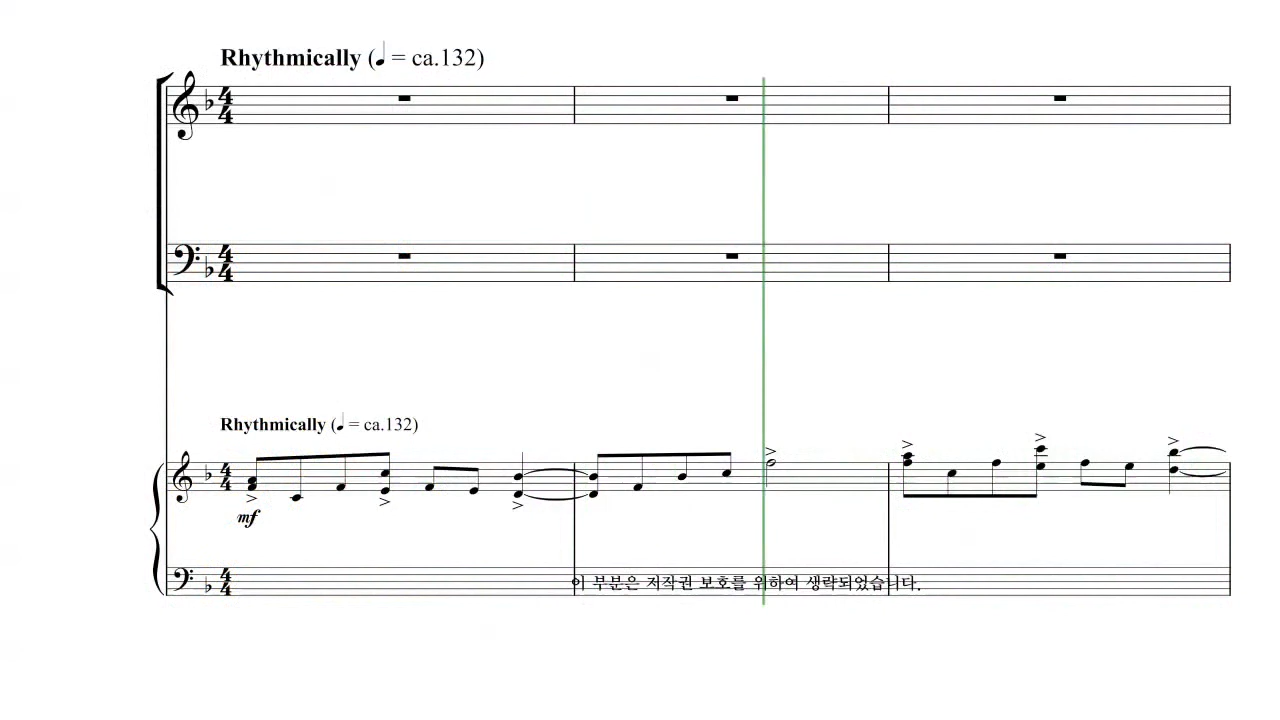 Rhythmically (♩ = ca.132)
Rhythmically (♩ = ca.132)
mf
이 부분은 저작권 보호를 위하여 생략되었습니다.